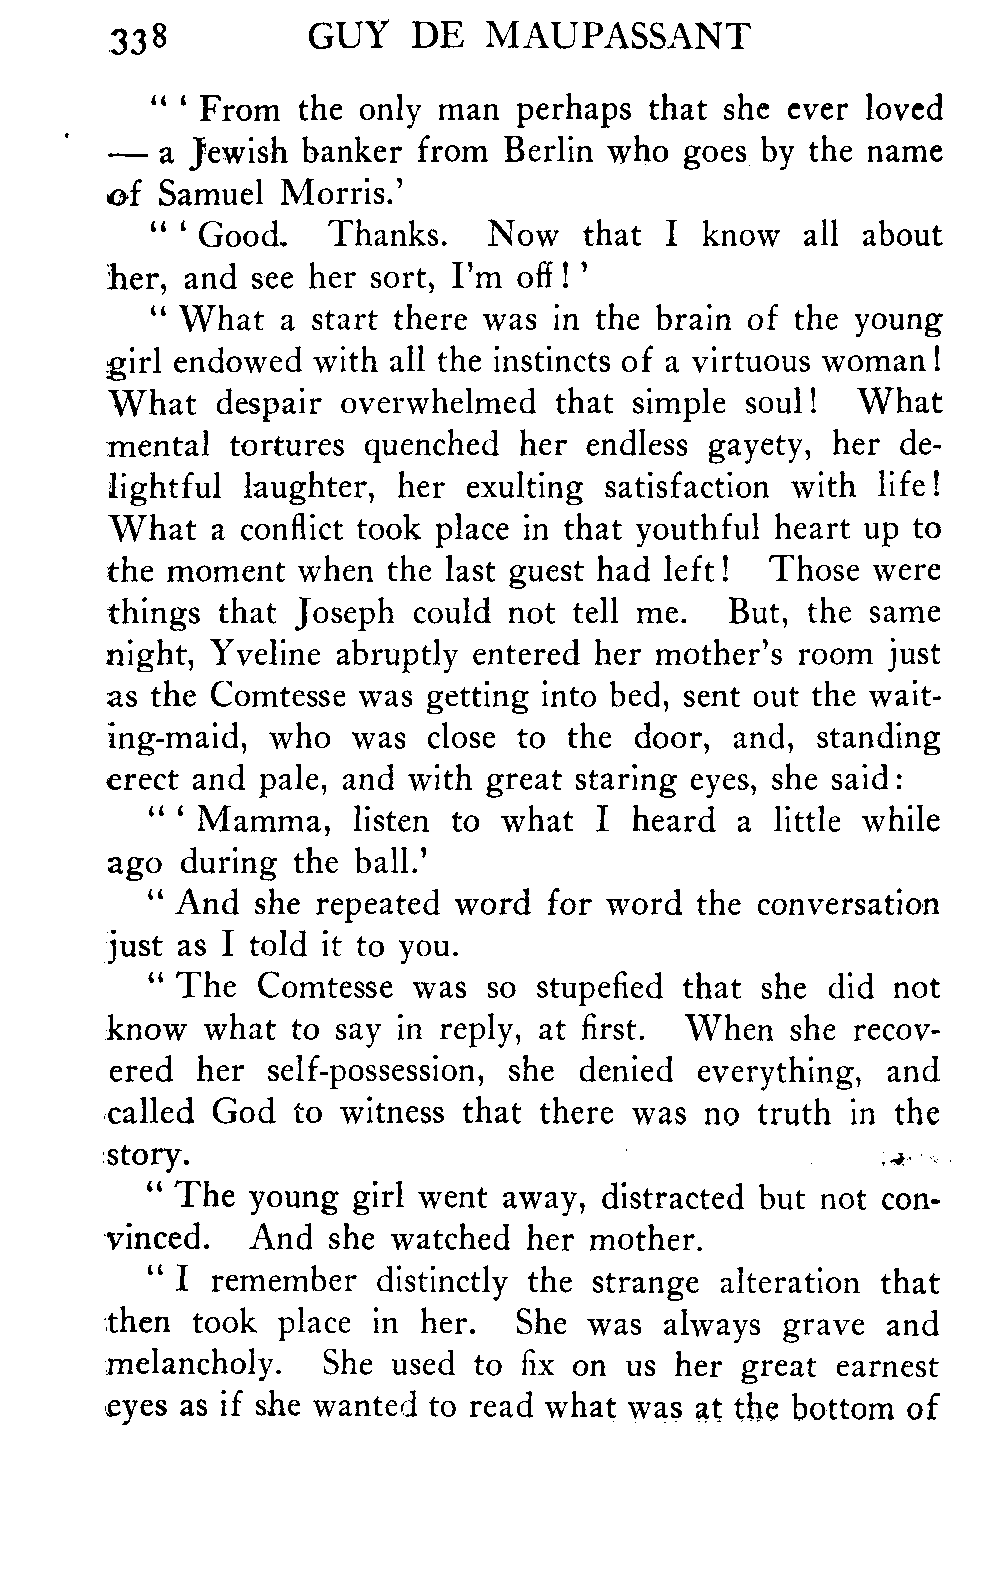 338 GUY DE MAUPASSANT
" ' From the only man perhaps that she ever loved
— a Jewish banker from Berlin who goes by the name
of Samuel Morris.'
" ' Good. Thanks. Now that I know all about
her, and see her sort, I'm off ! '
" What a start there was in the brain of the young
girl endowed with all the instincts of a virtuous woman !
What despair overwhelmed that simple soul ! What
mental tortures quenched her endless gayety, her de-
lightful laughter, her exulting satisfaction with life !
What a conflict took place in that youthful heart up to
the moment when the last guest had left ! Those were
things that Joseph could not tell me. But, the same
night, Yveline abruptly entered her mother's room just
as the Comtesse was getting into bed, sent out the wait-
ing-maid, who was close to the door, and, standing
erect and pale, and with great staring eyes, she said :
" ' Mamma, listen to what I heard a little while
ago during the ball.'
" And she repeated word for word the conversation
just as I told it to you.
" The Comtesse was so stupefied that she did not
know what to say in reply, at first. When she recov-
ered her self-possession, she denied everything, and
called God to witness that there was no truth in the
story.
" The young girl went away, distracted but not con-
vinced. And she watched her mother.
" I remember distinctly the strange alteration that
then took place in her. She was always grave and
melancholy. She used to fix on us her great earnest
eyes as if she wanted to read what was at the bottom of